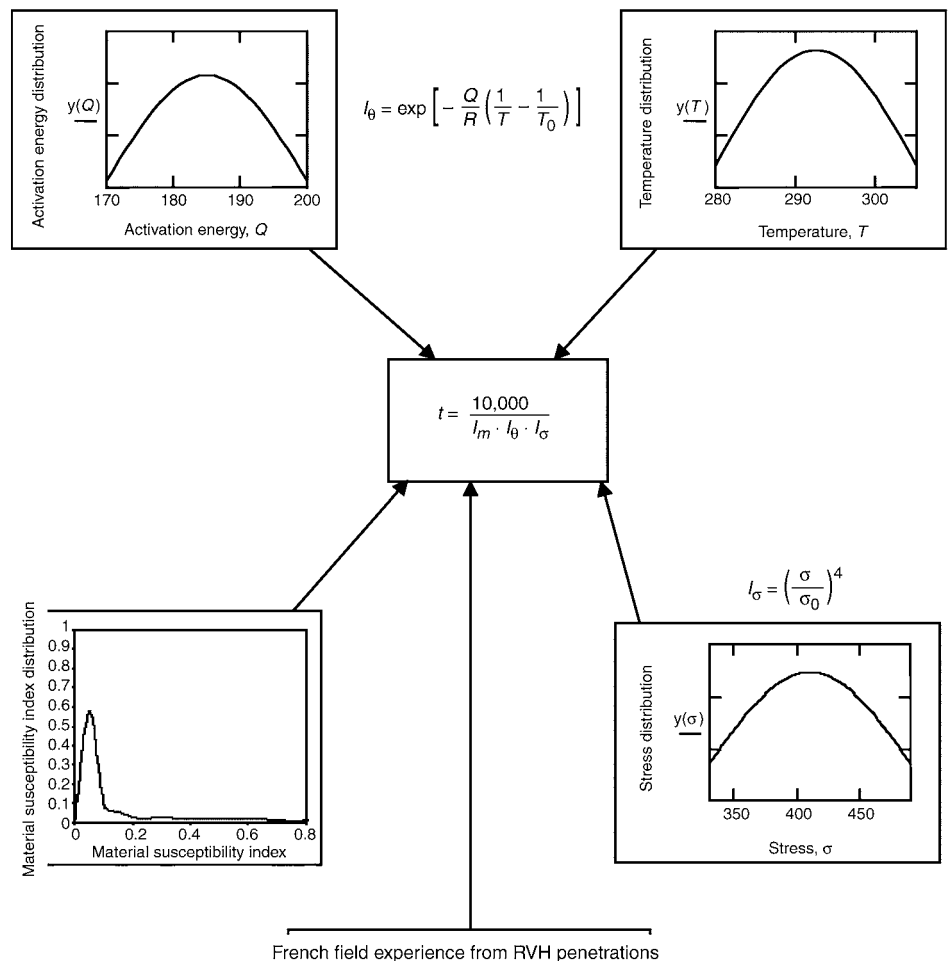 Activation energy distribution
y(Q)
170 180 190 200
Activation energy, Q
I_θ = exp [ - Q/R ( 1/T - 1/T_0 ) ]
Temperature distribution
y(T)
280 290 300
Temperature, T
t = 10,000 / I_m · I_θ · I_σ
Material susceptibility index distribution
1
0.9
0.8
0.7
0.6
0.5
0.4
0.3
0.2
0.1
0
0 0.2 0.4 0.6 0.8
Material susceptibility index
I_σ = ( σ / σ_0 )^4
Stress distribution
y(σ)
350 400 450
Stress, σ
French field experience from RVH penetrations